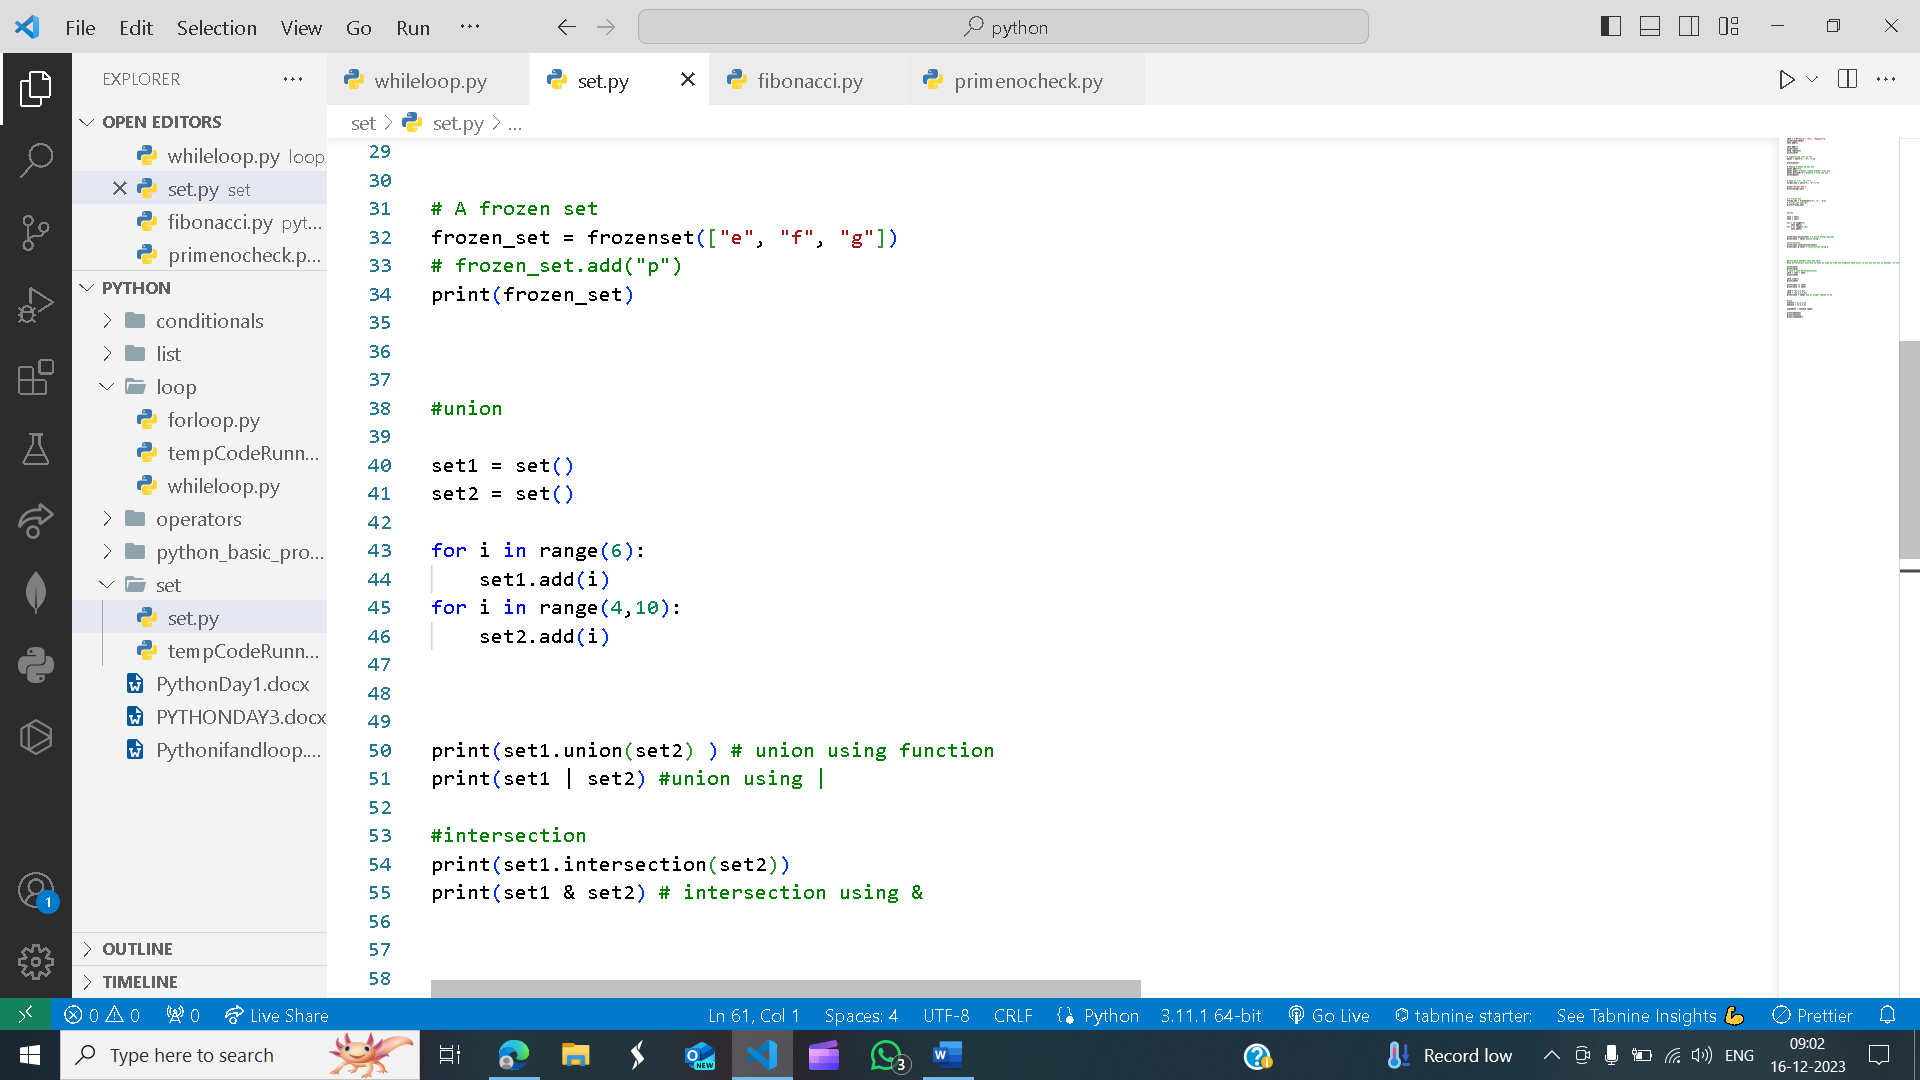 File Edit Selection View Go Run ··· python
EXPLORER ···
whileloop.py set.py fibonacci.py primenocheck.py
set > set.py > ...
OPEN EDITORS
whileloop.py loop
set.py set
fibonacci.py pyt...
primenocheck.p...
PYTHON
conditionals
list
loop
forloop.py
tempCodeRunn...
whileloop.py
operators
python_basic_pro...
set
set.py
tempCodeRunn...
PythonDay1.docx
PYTHONDAY3.docx
Pythonifandloop....
OUTLINE
TIMELINE
29
30
31 # A frozen set
32 frozen_set = frozenset(["e", "f", "g"])
33 # frozen_set.add("p")
34 print(frozen_set)
35
36
37
38 #union
39
40 set1 = set()
41 set2 = set()
42
43 for i in range(6):
44     set1.add(i)
45 for i in range(4,10):
46     set2.add(i)
47
48
49
50 print(set1.union(set2) ) # union using function
51 print(set1 | set2) #union using |
52
53 #intersection
54 print(set1.intersection(set2))
55 print(set1 & set2) # intersection using &
56
57
58
1
0 0 0 Live Share Ln 61, Col 1 Spaces: 4 UTF-8 CRLF Python 3.11.1 64-bit Go Live tabnine starter: See Tabnine Insights 💪 Prettier
Type here to search NEW 3 Record low ENG 09:02
16-12-2023